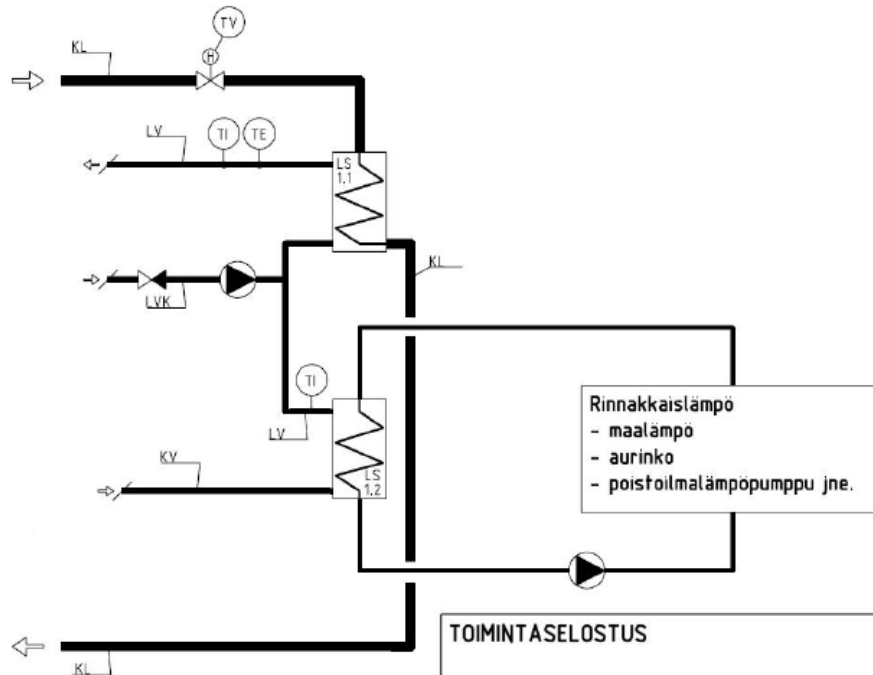 TV
KL
H
LV
TI
TE
LS
1.1
KL
LVK
TI
LV
Rinnakkaislämpö
- maalämpö
- aurinko
- poistoilmalämpöpumppu jne.
KV
LS
1.2
TOIMINTASELOSTUS
KL